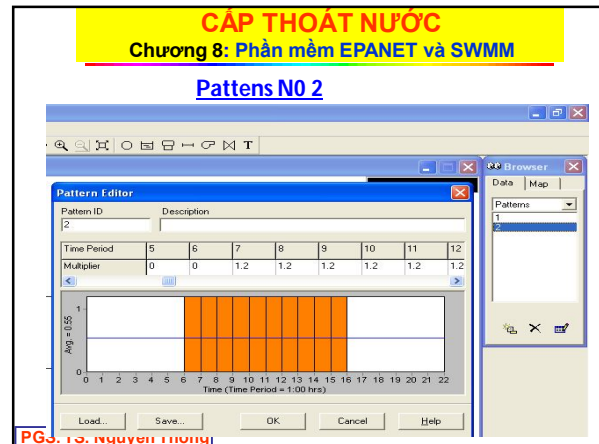 CẤP THOÁT NƯỚC
Chương 8: Phần mềm EPANET và SWMM
Pattens N0 2
T
Browser
Data Map
Patterns
1
2
Pattern Editor
Pattern ID Description
2
Time Period 5 6 7 8 9 10 11 12
Multiplier 0 0 1.2 1.2 1.2 1.2 1.2 1.2
Avg. = 0.55
1
0
0 1 2 3 4 5 6 7 8 9 10 11 12 13 14 15 16 17 18 19 20 21 22
Time (Time Period = 1:00 hrs)
Load... Save... OK Cancel Help
PGS. TS. Nguyễn Thống